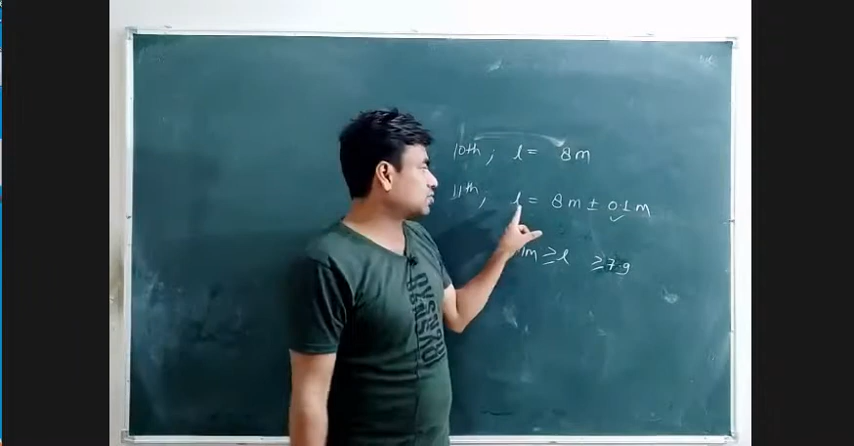 10th; l = 8m
11th; l = 8m ± 0.1m
m ≥ l ≥ 7.9